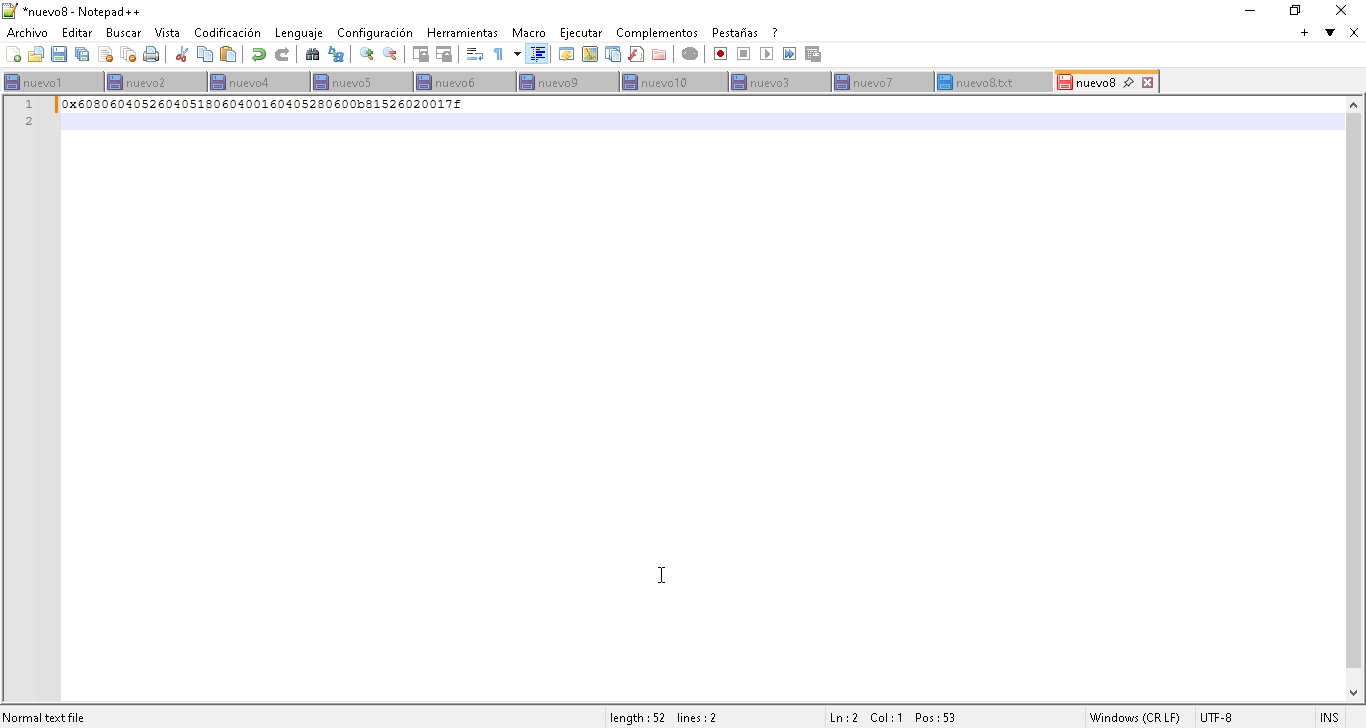 *nuevo8 - Notepad++
Archivo Editar Buscar Vista Codificación Lenguaje Configuración Herramientas Macro Ejecutar Complementos Pestañas ?
nuevo1 nuevo2 nuevo4 nuevo5 nuevo6 nuevo9 nuevo10 nuevo3 nuevo7 nuevo8.txt nuevo8
1 0x60806040526040518060400160405280600b81526020017f
2
Normal text file length : 52 lines : 2 Ln : 2 Col : 1 Pos : 53 Windows (CR LF) UTF-8 INS